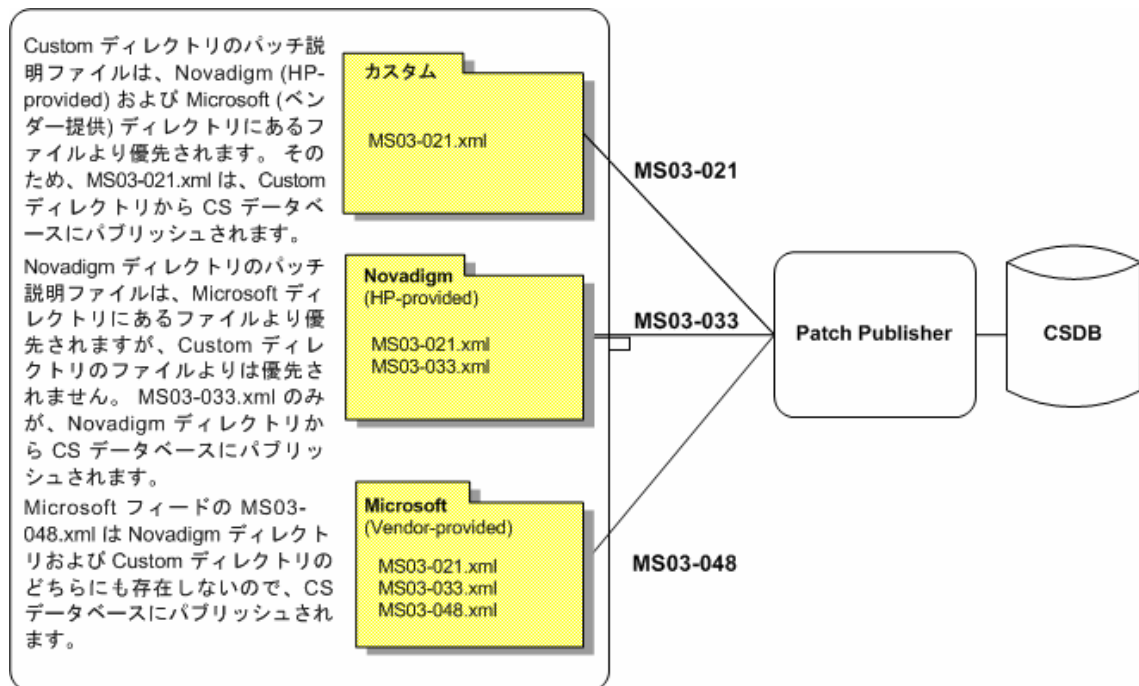 Custom ディレクトリのパッチ説
明ファイルは、Novadigm (HP-
provided) および Microsoft (ベン
ダー提供) ディレクトリにあるフ
ァイルより優先されます。 その
ため、MS03-021.xml は、Custom
ディレクトリから CS データベ
ースにパブリッシュされます。
Novadigm ディレクトリのパッチ
説明ファイルは、Microsoft ディ
レクトリにあるファイルより優
先されますが、Custom ディレ
クトリのファイルよりは優先さ
れません。 MS03-033.xml のみ
が、Novadigm ディレクトリか
ら CS データベースにパブリッ
シュされます。
Microsoft フィードの MS03-
048.xml は Novadigm ディレクト
リおよび Custom ディレクトリの
どちらにも存在しないので、CS
データベースにパブリッシュされ
ます。
カスタム
MS03-021.xml
Novadigm
(HP-provided)
MS03-021.xml
MS03-033.xml
Microsoft
(Vendor-provided)
MS03-021.xml
MS03-033.xml
MS03-048.xml
MS03-021
MS03-033
MS03-048
Patch Publisher
CSDB